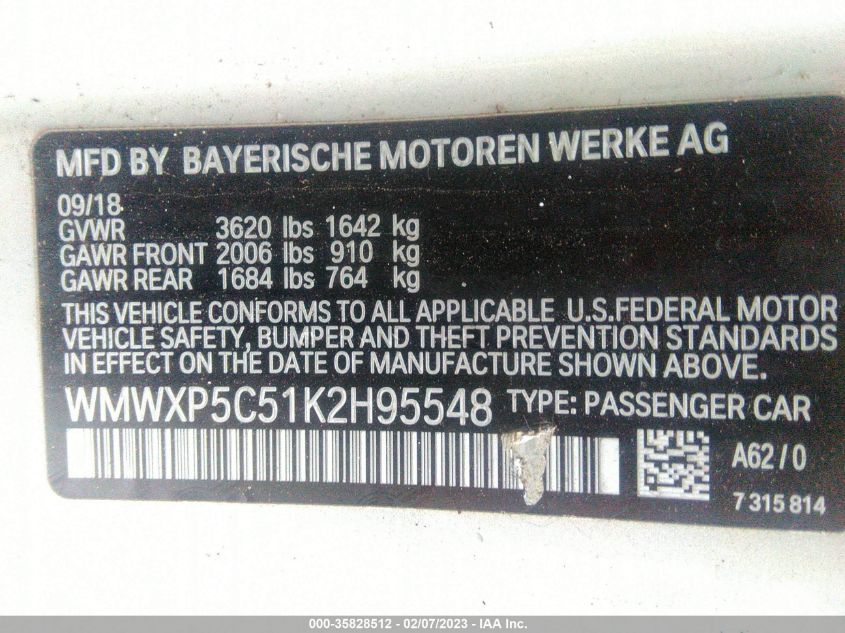 MFD BY BAYERISCHE MOTOREN WERKE AG
09/18
GVWR 3620 lbs 1642 kg
GAWR FRONT 2006 lbs 910 kg
GAWR REAR 1684 lbs 764 kg
THIS VEHICLE CONFORMS TO ALL APPLICABLE U.S.FEDERAL MOTOR
VEHICLE SAFETY, BUMPER AND THEFT PREVENTION STANDARDS
IN EFFECT ON THE DATE OF MANUFACTURE SHOWN ABOVE.
WMWXP5C51K2H95548 TYPE: PASSENGER CAR
A62/0
7 315 814
000-35828512 - 02/07/2023 - IAA Inc.